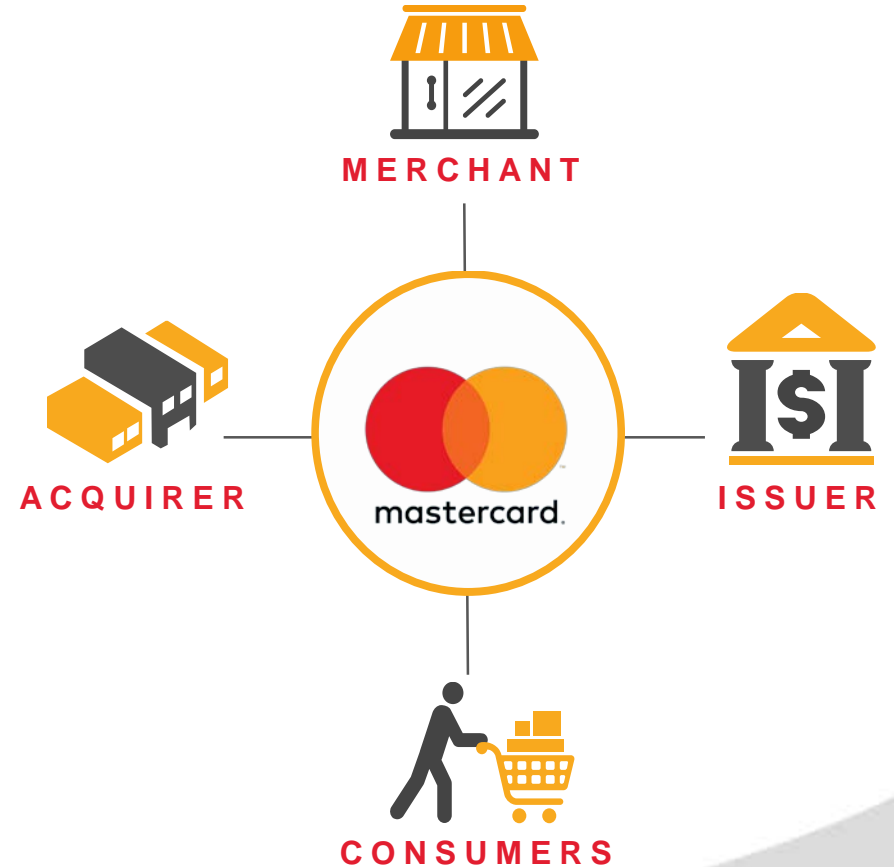 MERCHANT
ACQUIRER
mastercard.
ISSUER
$
CONSUMERS